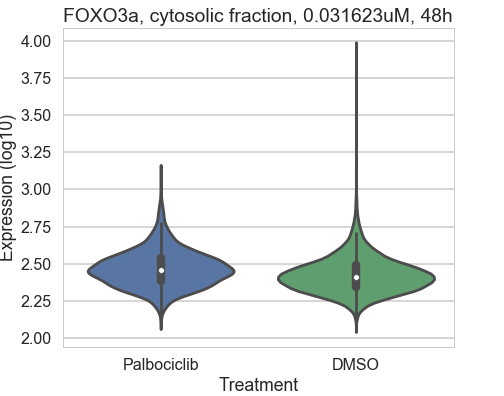 FOXO3a, cytosolic fraction, 0.031623uM, 48h
Expression (log10)
4.00
3.75
3.50
3.25
3.00
2.75
2.50
2.25
2.00
Palbociclib DMSO
Treatment